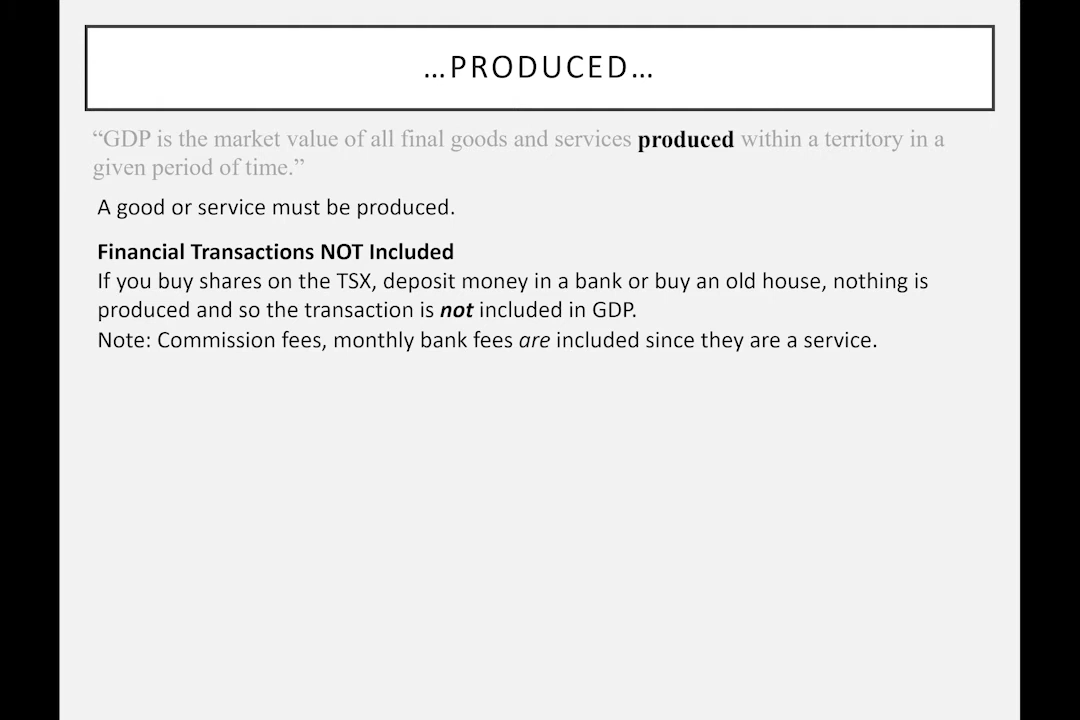 ...PRODUCED...
“GDP is the market value of all final goods and services produced within a territory in a
given period of time.”
A good or service must be produced.
Financial Transactions NOT Included
If you buy shares on the TSX, deposit money in a bank or buy an old house, nothing is
produced and so the transaction is not included in GDP.
Note: Commission fees, monthly bank fees are included since they are a service.